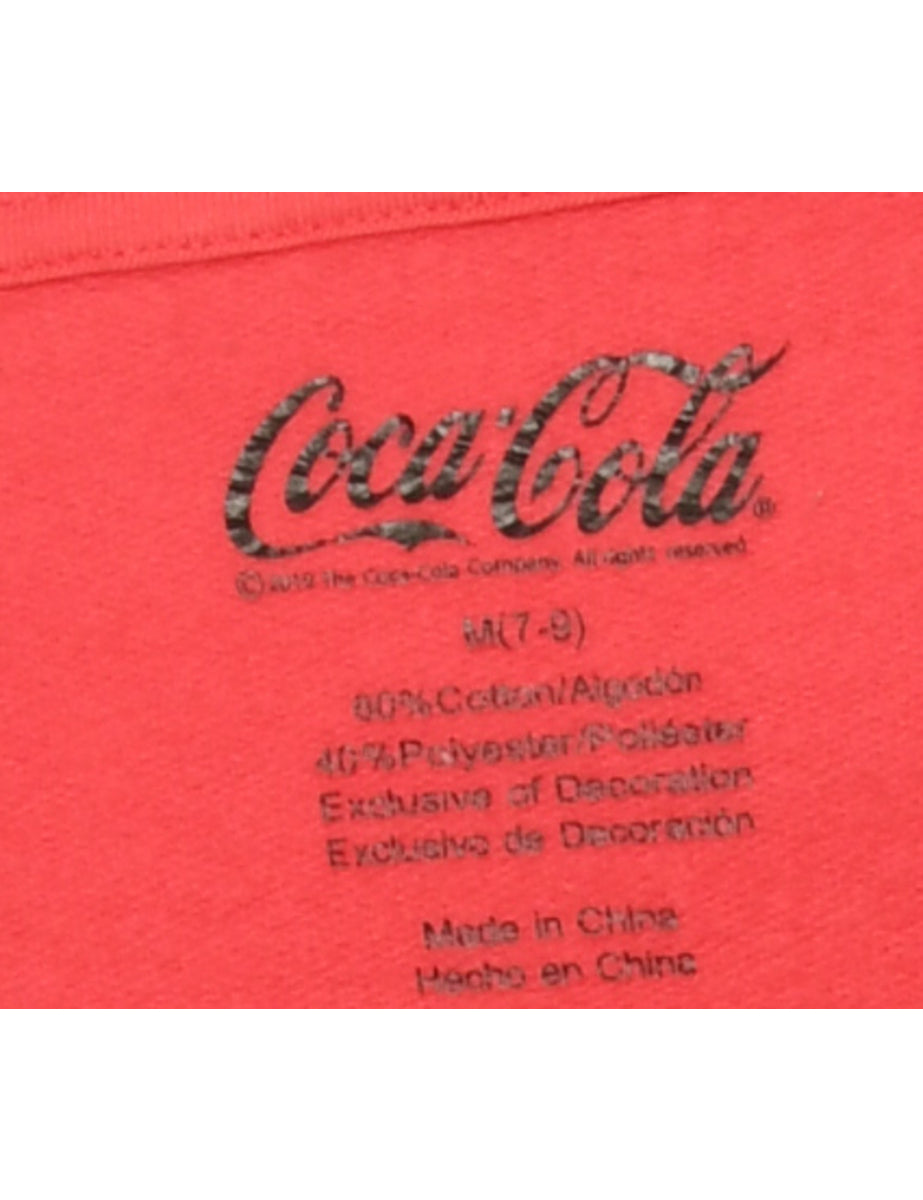 Coca-Cola®
© 2010 The Coca-Cola Company. All rights reserved.
M(7-9)
60%Cotton/Algodón
40%Polyester/Poliéster
Exclusive of Decoration
Exclusivo de Decoración
Made in China
Hecho en China